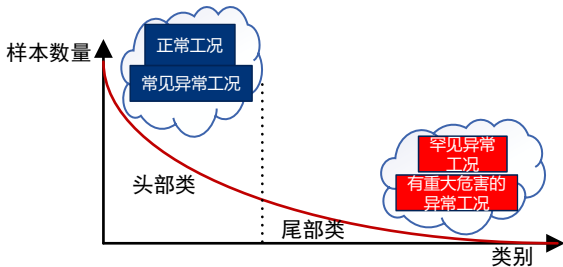 正常工况
样本数量
常见异常工况
罕见异常
工况
头部类
有重大危害的
异常工况
尾部类
类别